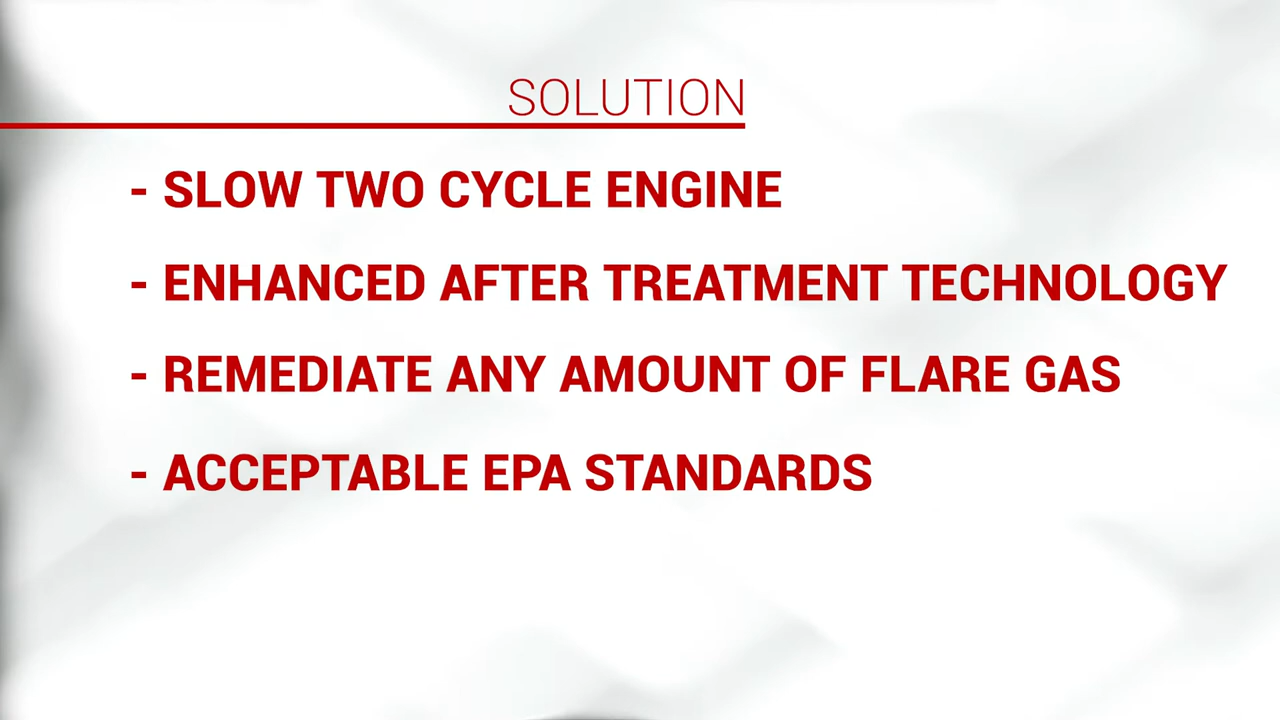 SOLUTION
- SLOW TWO CYCLE ENGINE
- ENHANCED AFTER TREATMENT TECHNOLOGY
- REMEDIATE ANY AMOUNT OF FLARE GAS
- ACCEPTABLE EPA STANDARDS